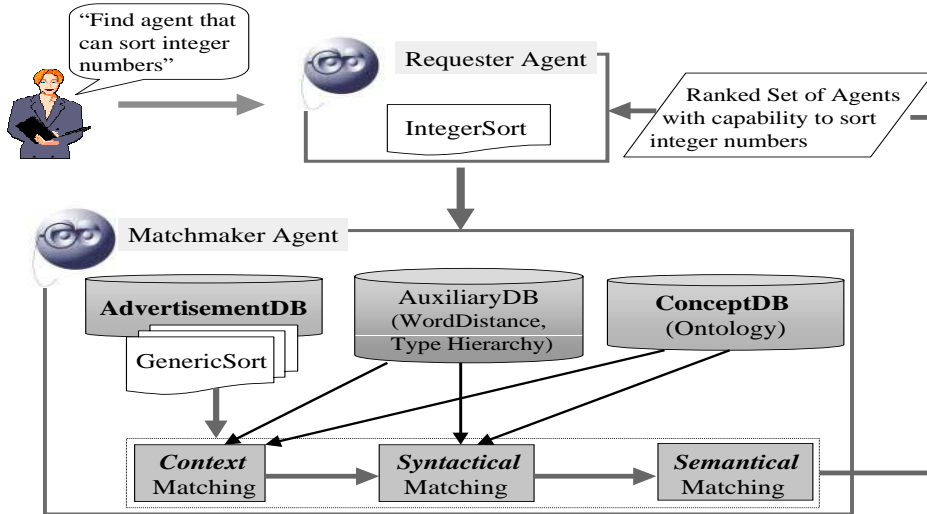 “Find agent that
can sort integer
numbers”
Requester Agent
IntegerSort
Ranked Set of Agents
with capability to sort
integer numbers
Matchmaker Agent
AdvertisementDB
GenericSort
AuxiliaryDB
(WordDistance,
Type Hierarchy)
ConceptDB
(Ontology)
Context
Matching
Syntactical
Matching
Semantical
Matching